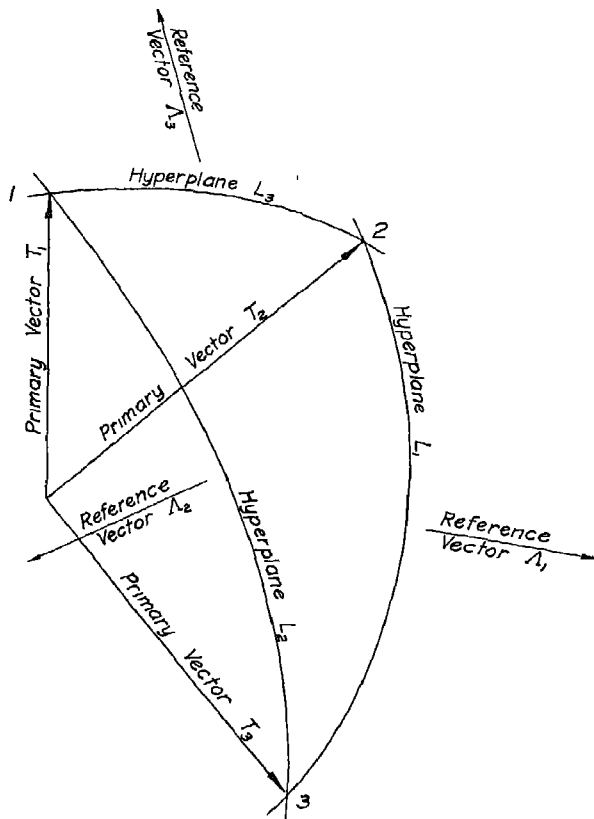 Reference
Vector Λ₃
Hyperplane L₃
1
2
Primary Vector T₁
Primary Vector T₂
Hyperplane L₁
Reference
Vector Λ₂
Hyperplane L₂
Reference
Vector Λ₁
Primary Vector T₃
3